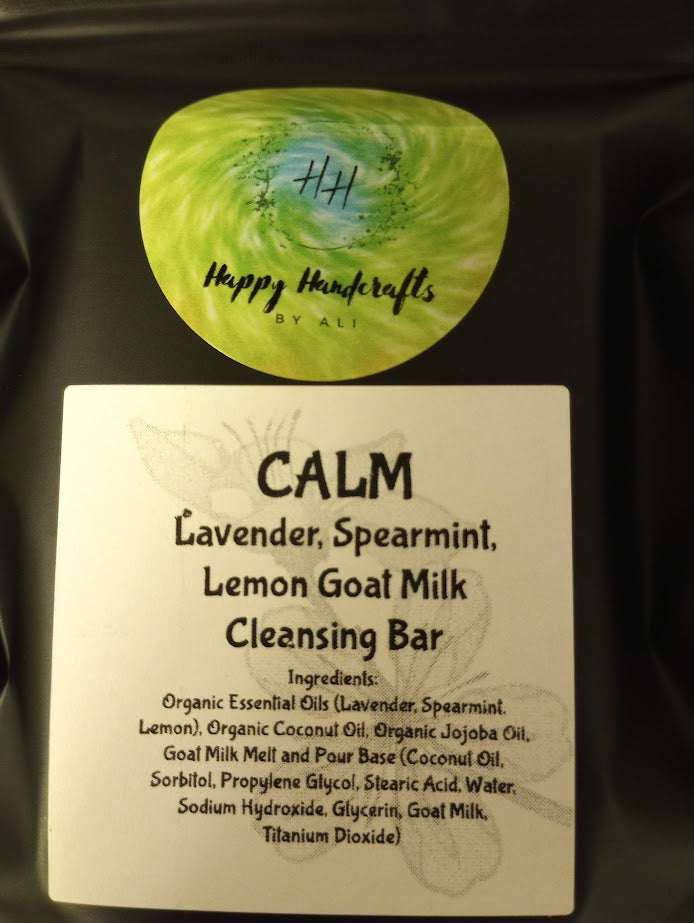 HH
Happy Handcrafts
BY ALI
CALM
Lavender, Spearmint,
Lemon Goat Milk
Cleansing Bar
Ingredients:
Organic Essential Oils (Lavender, Spearmint,
Lemon), Organic Coconut Oil, Organic Jojoba Oil,
Goat Milk Melt and Pour Base (Coconut Oil,
Sorbitol, Propylene Glycol, Stearic Acid, Water,
Sodium Hydroxide, Glycerin, Goat Milk,
Titanium Dioxide)